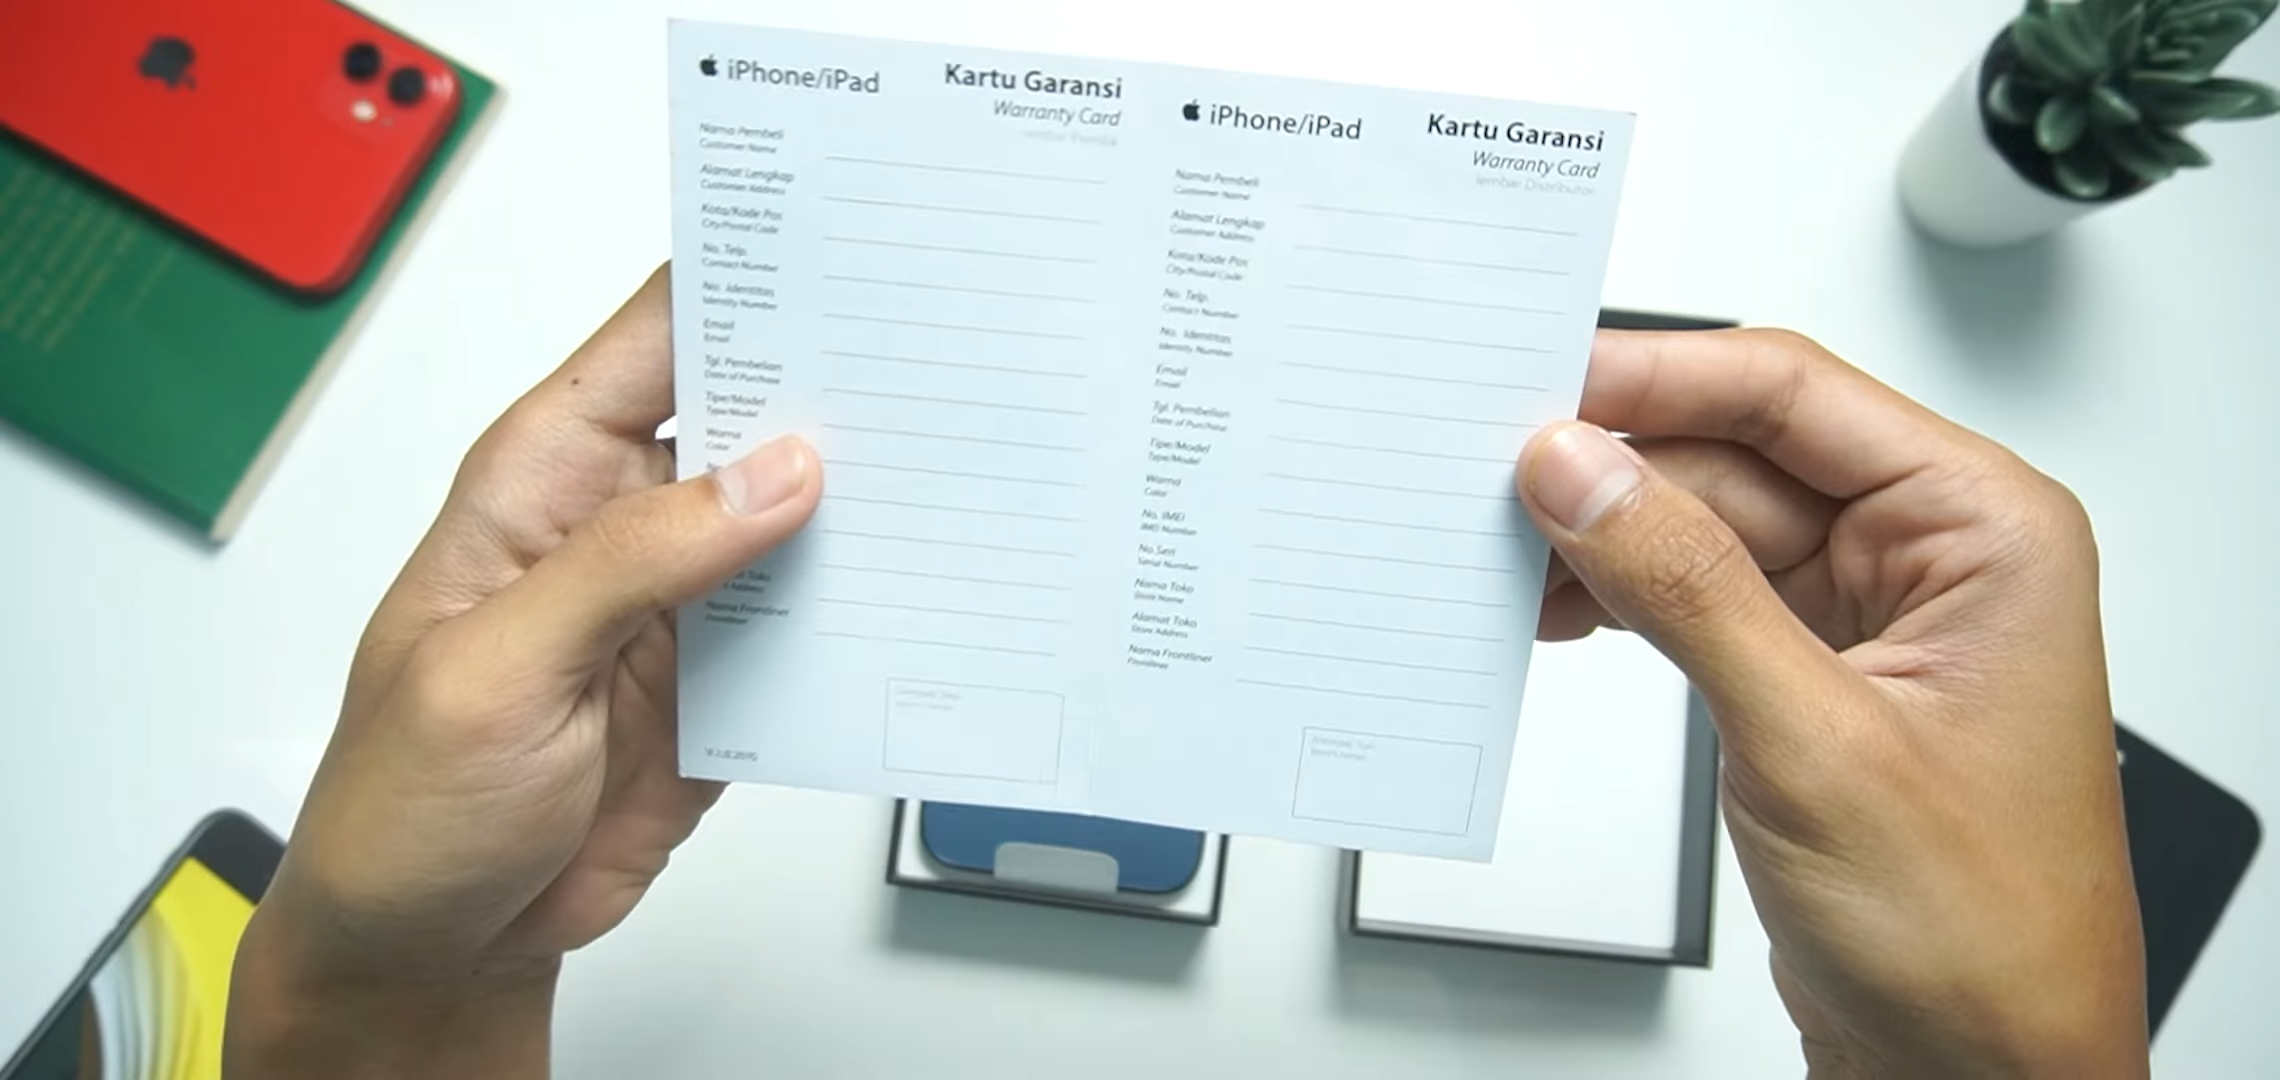 iPhone/iPad
Kartu Garansi
Warranty Card
Nama Pembeli
Customer Name
Alamat Lengkap
Customer Address
Kota/Kode Pos
City/Postal Code
No. Telp.
Contact Number
No. Identitas
Identity Number
Email
Email
Tgl. Pembelian
Date of Purchase
Tipe/Model
Type/Model
Warna
Color
Toko
Address
Nama Frontliner
Frontliner
iPhone/iPad
Kartu Garansi
Warranty Card
lembar Distributor
Nama Pembeli
Customer Name
Alamat Lengkap
Customer Address
Kota/Kode Pos
City/Postal Code
No. Telp.
Contact Number
No. Identitas
Identity Number
Email
Email
Tgl. Pembelian
Date of Purchase
Tipe/Model
Type/Model
Warna
Color
No. IMEI
IMEI Number
No.Seri
Serial Number
Nama Toko
Store Name
Alamat Toko
Store Address
Nama Frontliner
Frontliner